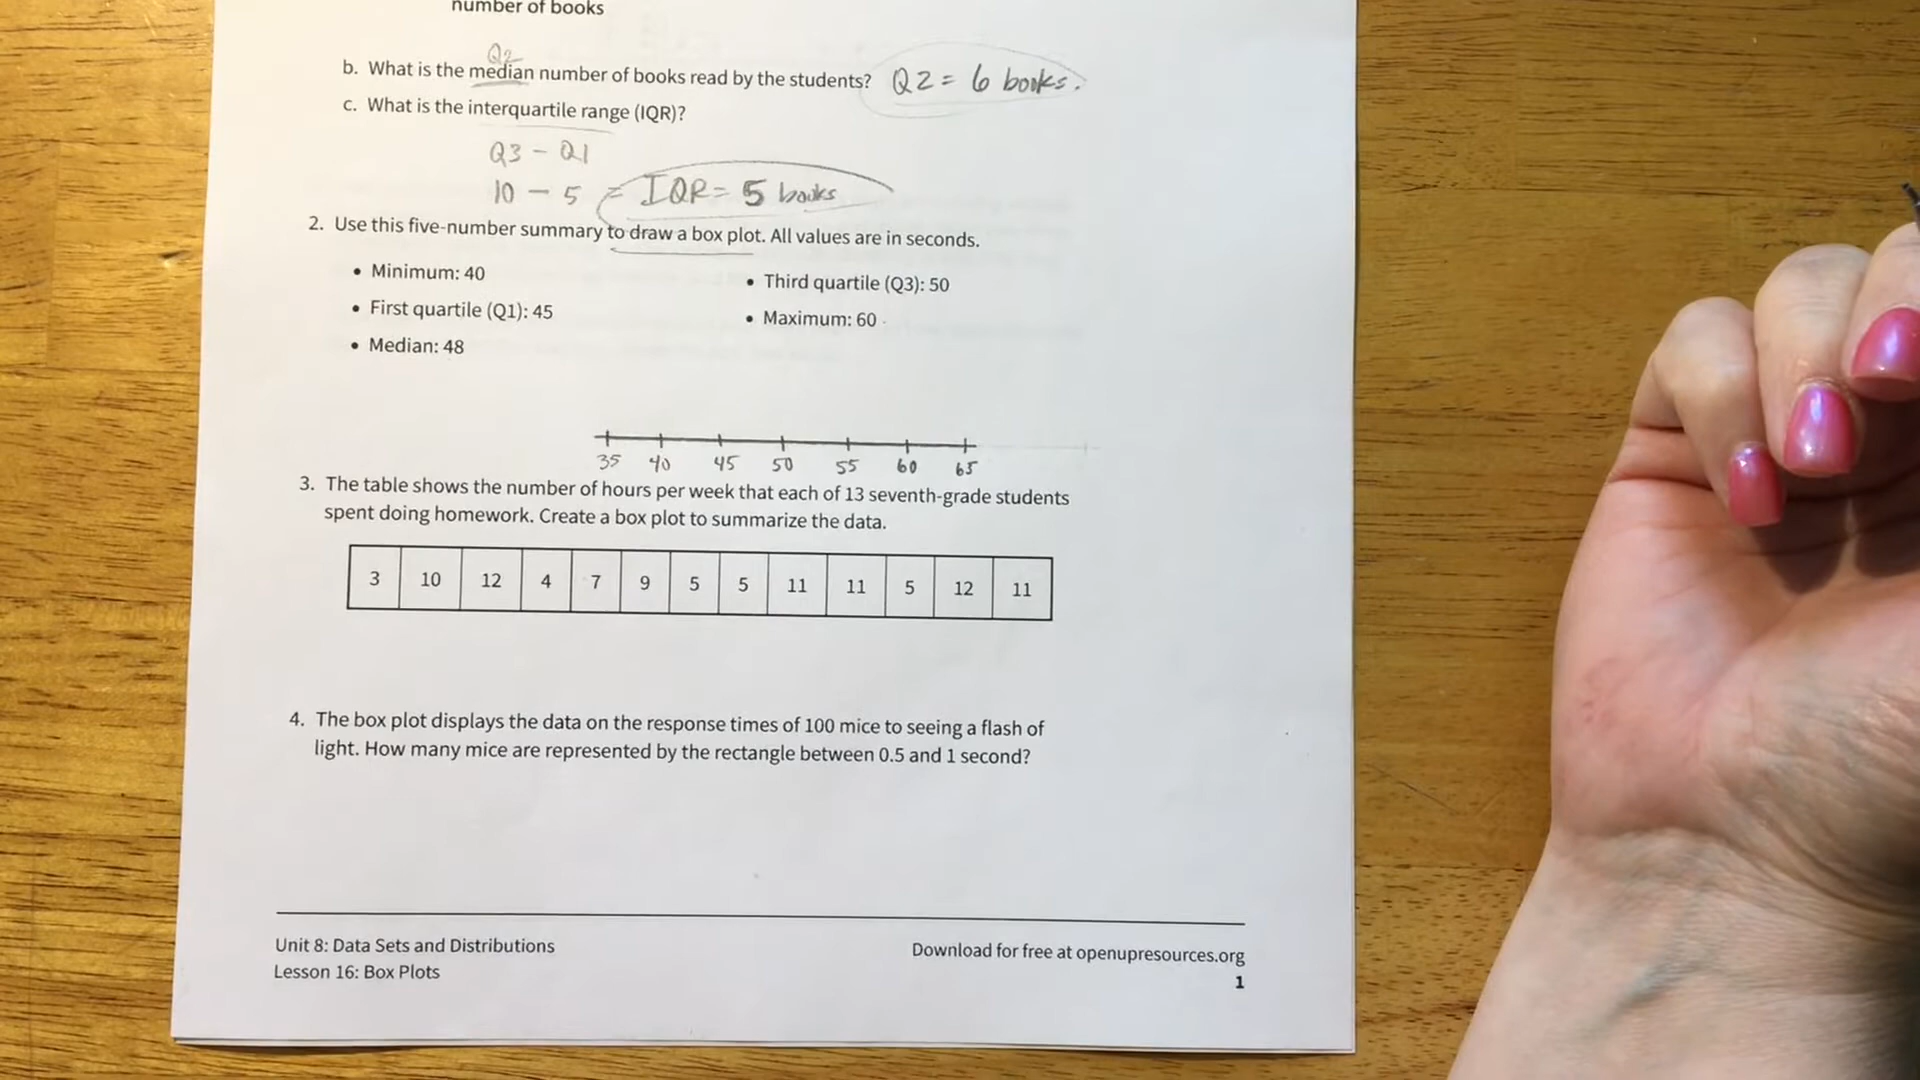 number of books
Q2
b. What is the median number of books read by the students? Q2 = 6 books.
c. What is the interquartile range (IQR)?
Q3 - Q1
10 - 5 = IQR = 5 books
2. Use this five-number summary to draw a box plot. All values are in seconds.
• Minimum: 40
• First quartile (Q1): 45
• Median: 48
• Third quartile (Q3): 50
• Maximum: 60
35 40 45 50 55 60 65
3. The table shows the number of hours per week that each of 13 seventh-grade students
spent doing homework. Create a box plot to summarize the data.
3 10 12 4 7 9 5 5 11 11 5 12 11
4. The box plot displays the data on the response times of 100 mice to seeing a flash of
light. How many mice are represented by the rectangle between 0.5 and 1 second?
Unit 8: Data Sets and Distributions
Lesson 16: Box Plots
Download for free at openupresources.org
1